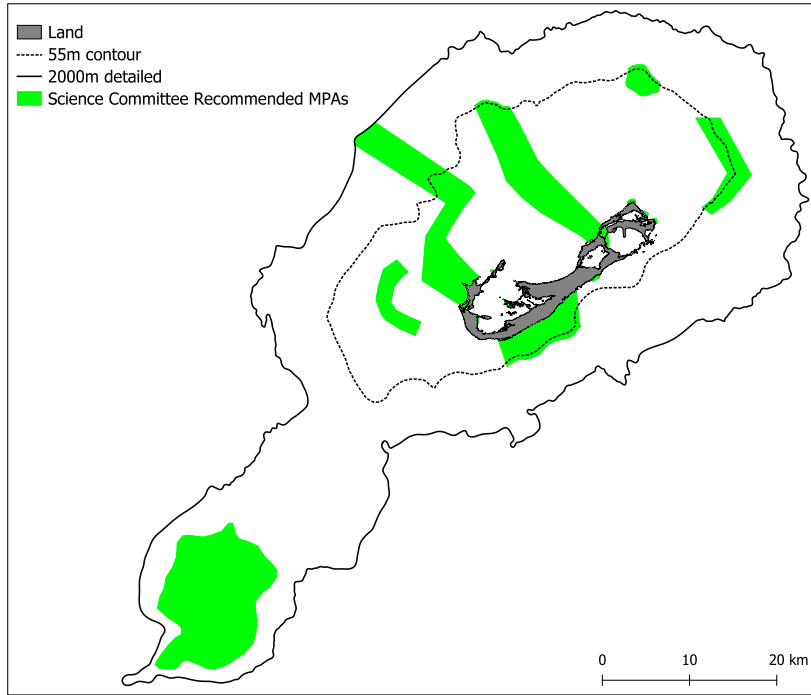 Land
55m contour
2000m detailed
Science Committee Recommended MPAs
0 10 20 km